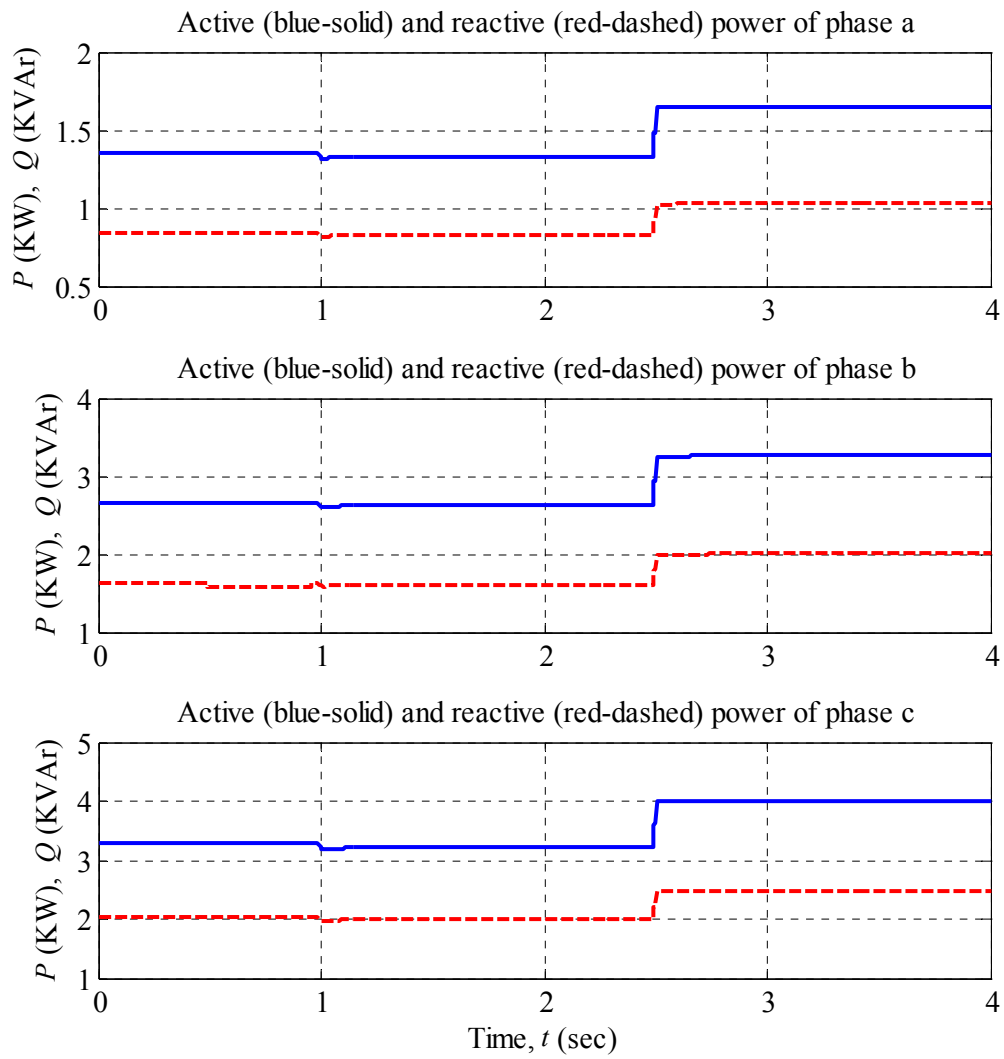 Active (blue-solid) and reactive (red-dashed) power of phase a
P (KW), Q (KVAr)
2
1.5
1
0.5
0 1 2 3 4
Active (blue-solid) and reactive (red-dashed) power of phase b
P (KW), Q (KVAr)
4
3
2
1
0 1 2 3 4
Active (blue-solid) and reactive (red-dashed) power of phase c
P (KW), Q (KVAr)
5
4
3
2
1
0 1 2 3 4
Time, t (sec)